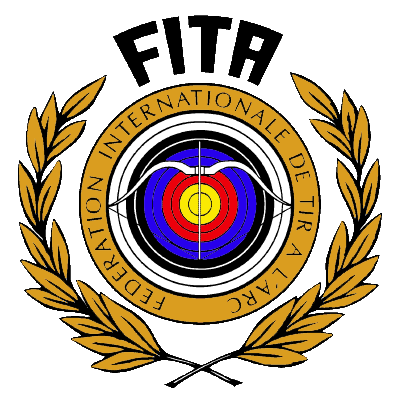 FITA
FEDERATION INTERNATIONALE DE TIR A L'ARC